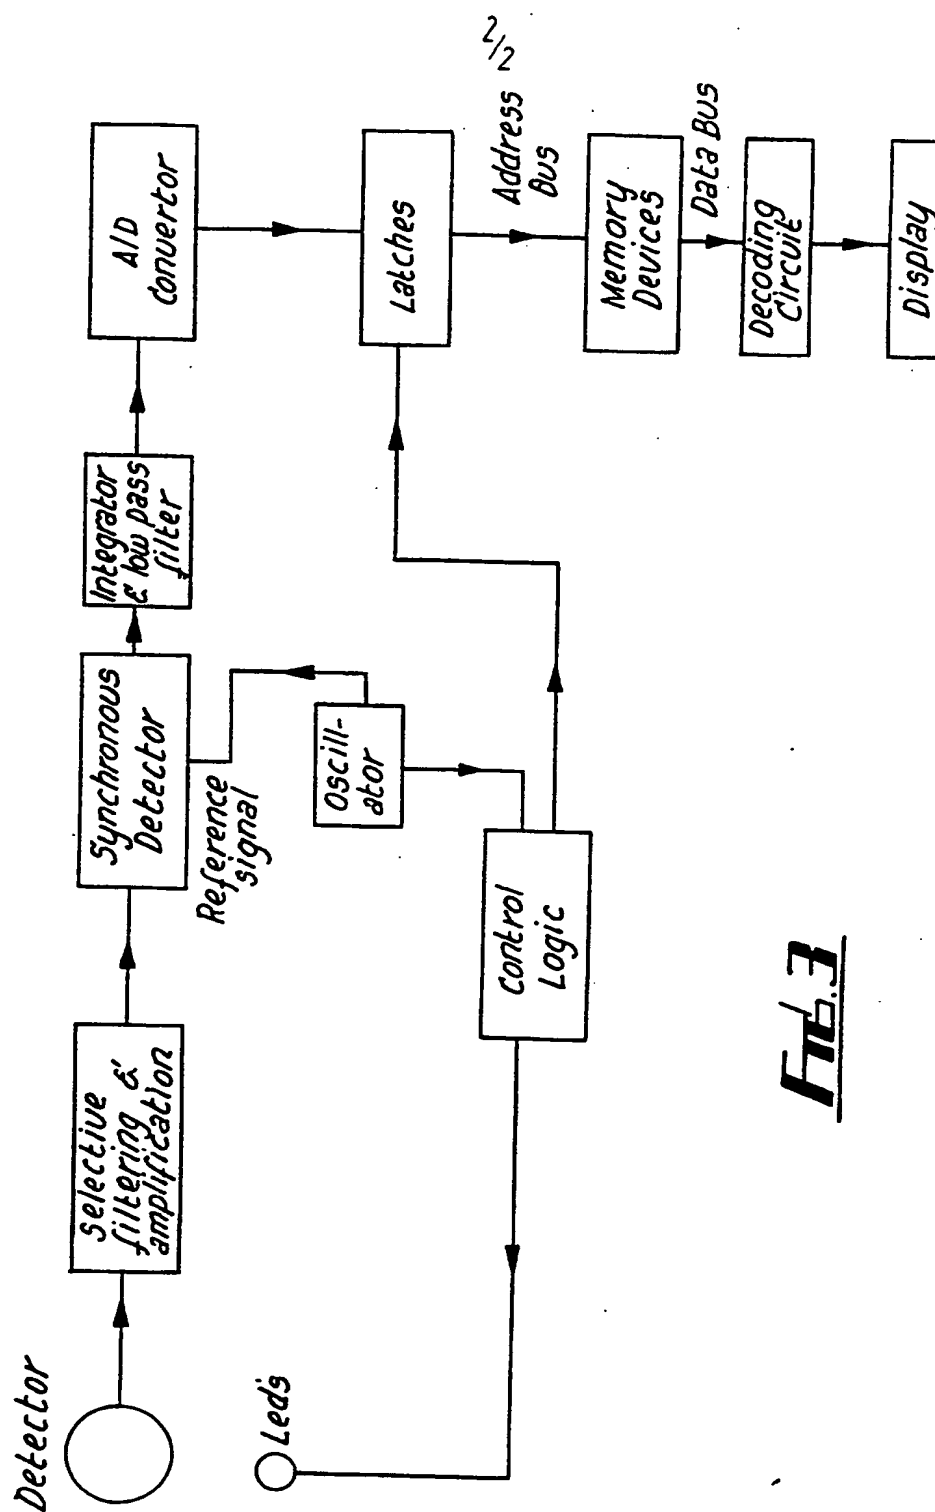 2/2
Detector
Selective
filtering &
amplification
Synchronous
Detector
Integrator
& low pass
filter
A/D
Convertor
Reference
signal
Oscill-
ator
Led's
Control
Logic
Latches
Address
Bus
Memory
Devices
Data Bus
Decoding
Circuit
Display
FIG.3